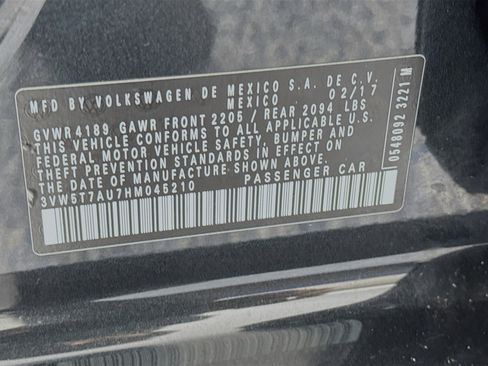 MFD BY VOLKSWAGEN DE MEXICO S.A. DE C.V.
MEXICO 02/17
GVWR4189 GAWR FRONT 2205 / REAR 2094 LBS
THIS VEHICLE CONFORMS TO ALL APPLICABLE U.S.
FEDERAL MOTOR VEHICLE SAFETY, BUMPER AND
THEFT PREVENTION STANDARDS IN EFFECT ON
THE DATE OF MANUFACTURE SHOWN ABOVE.
3VW5T7AU7HM045210 PASSENGER CAR
0548092 3221 M